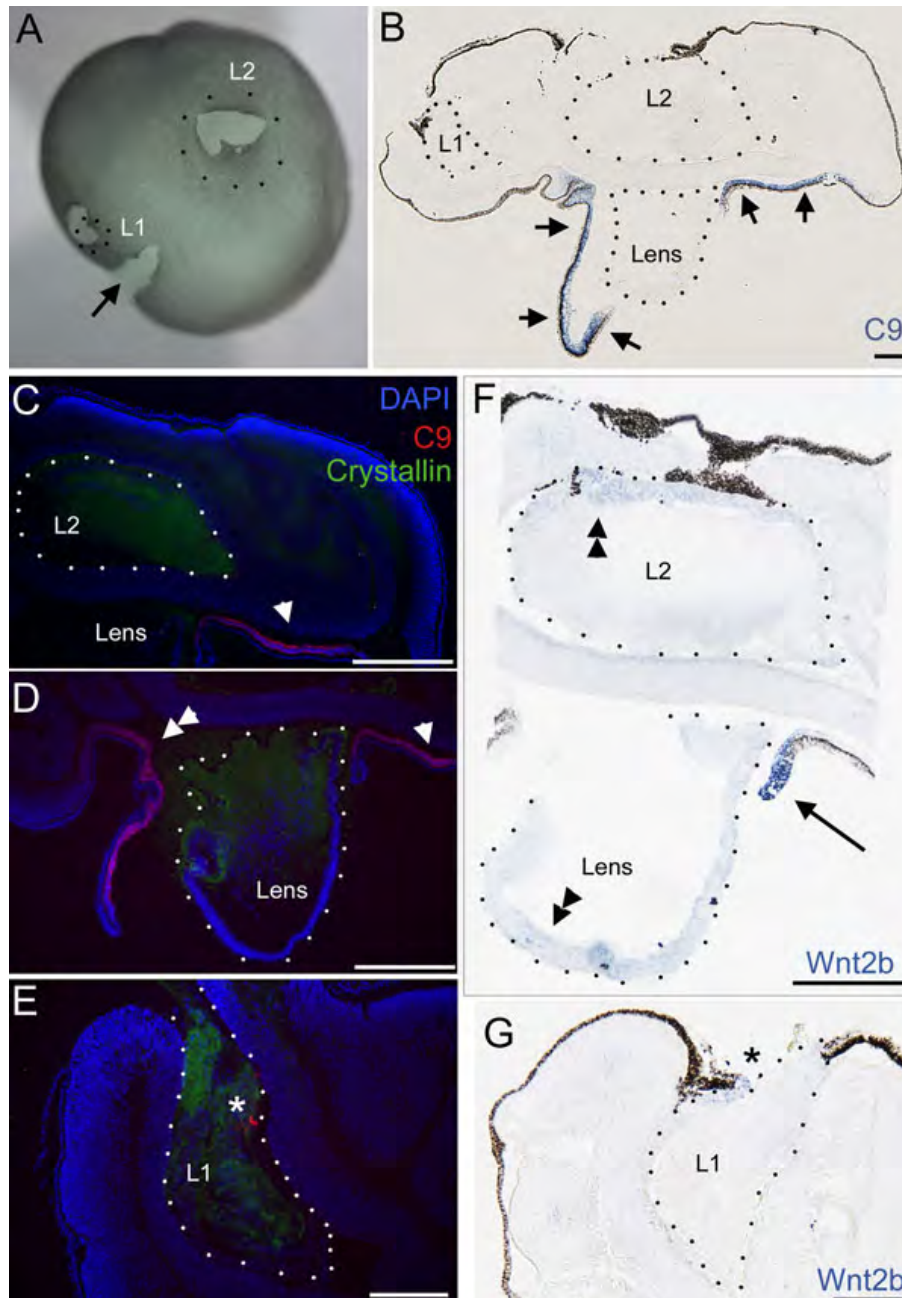 A
L2
L1
B
L2
L1
Lens
C9
C
DAPI
C9
Crystallin
L2
Lens
D
Lens
E
*
L1
F
L2
Lens
Wnt2b
G
*
L1
Wnt2b